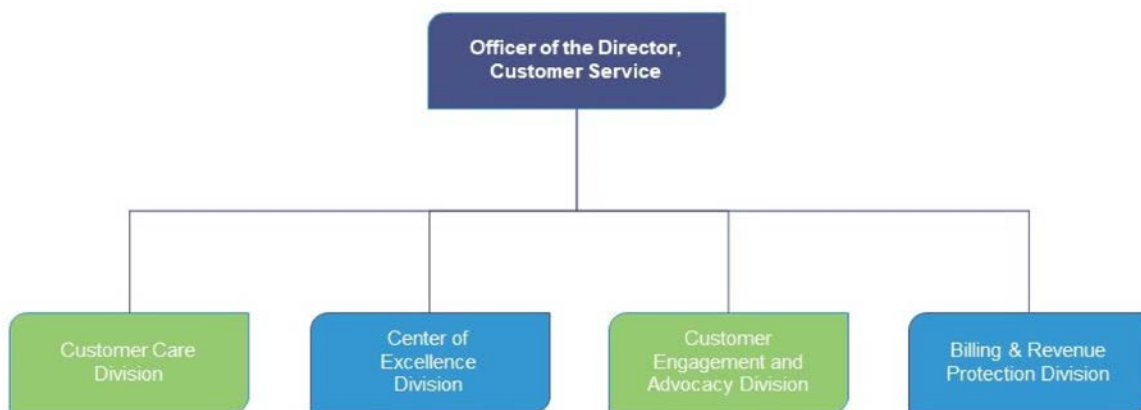 Officer of the Director,
Customer Service
Customer Care
Division
Center of
Excellence
Division
Customer
Engagement and
Advocacy Division
Billing & Revenue
Protection Division